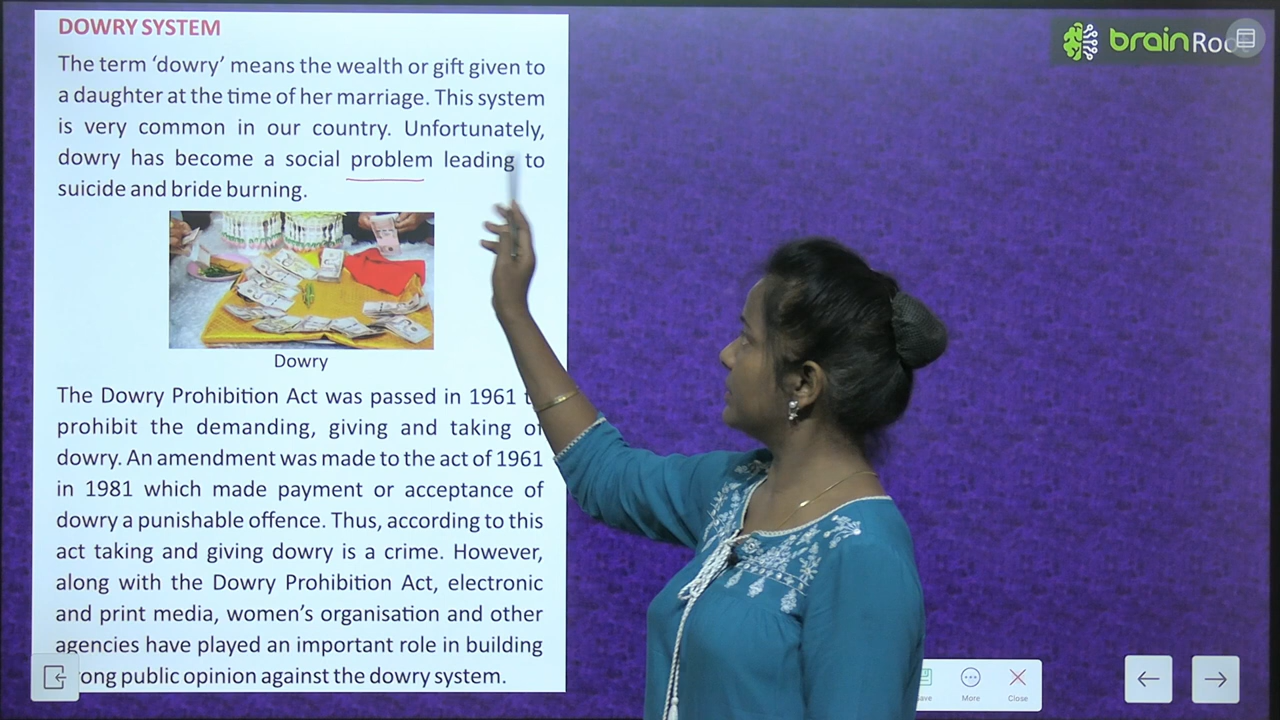 DOWRY SYSTEM
The term ‘dowry’ means the wealth or gift given to
a daughter at the time of her marriage. This system
is very common in our country. Unfortunately,
dowry has become a social problem leading to
suicide and bride burning.
Dowry
The Dowry Prohibition Act was passed in 1961
prohibit the demanding, giving and taking of
dowry. An amendment was made to the act of 1961
in 1981 which made payment or acceptance of
dowry a punishable offence. Thus, according to this
act taking and giving dowry is a crime. However,
along with the Dowry Prohibition Act, electronic
and print media, women’s organisation and other
agencies have played an important role in building
public opinion against the dowry system.
brain
More
Close